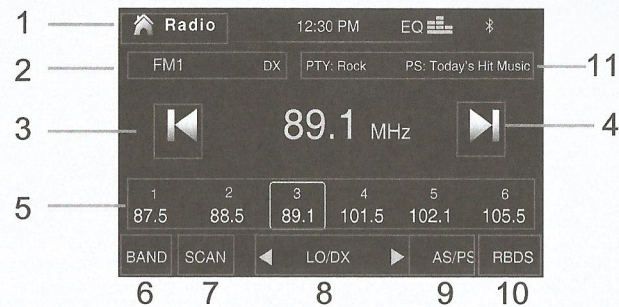 1 Radio 12:30 PM EQ
2 FM1 DX PTY: Rock PS: Today's Hit Music 11
3 89.1 MHz 4
1 2 3 4 5 6
5 87.5 88.5 89.1 101.5 102.1 105.5
BAND SCAN LO/DX AS/PS RBDS
6 7 8 9 10